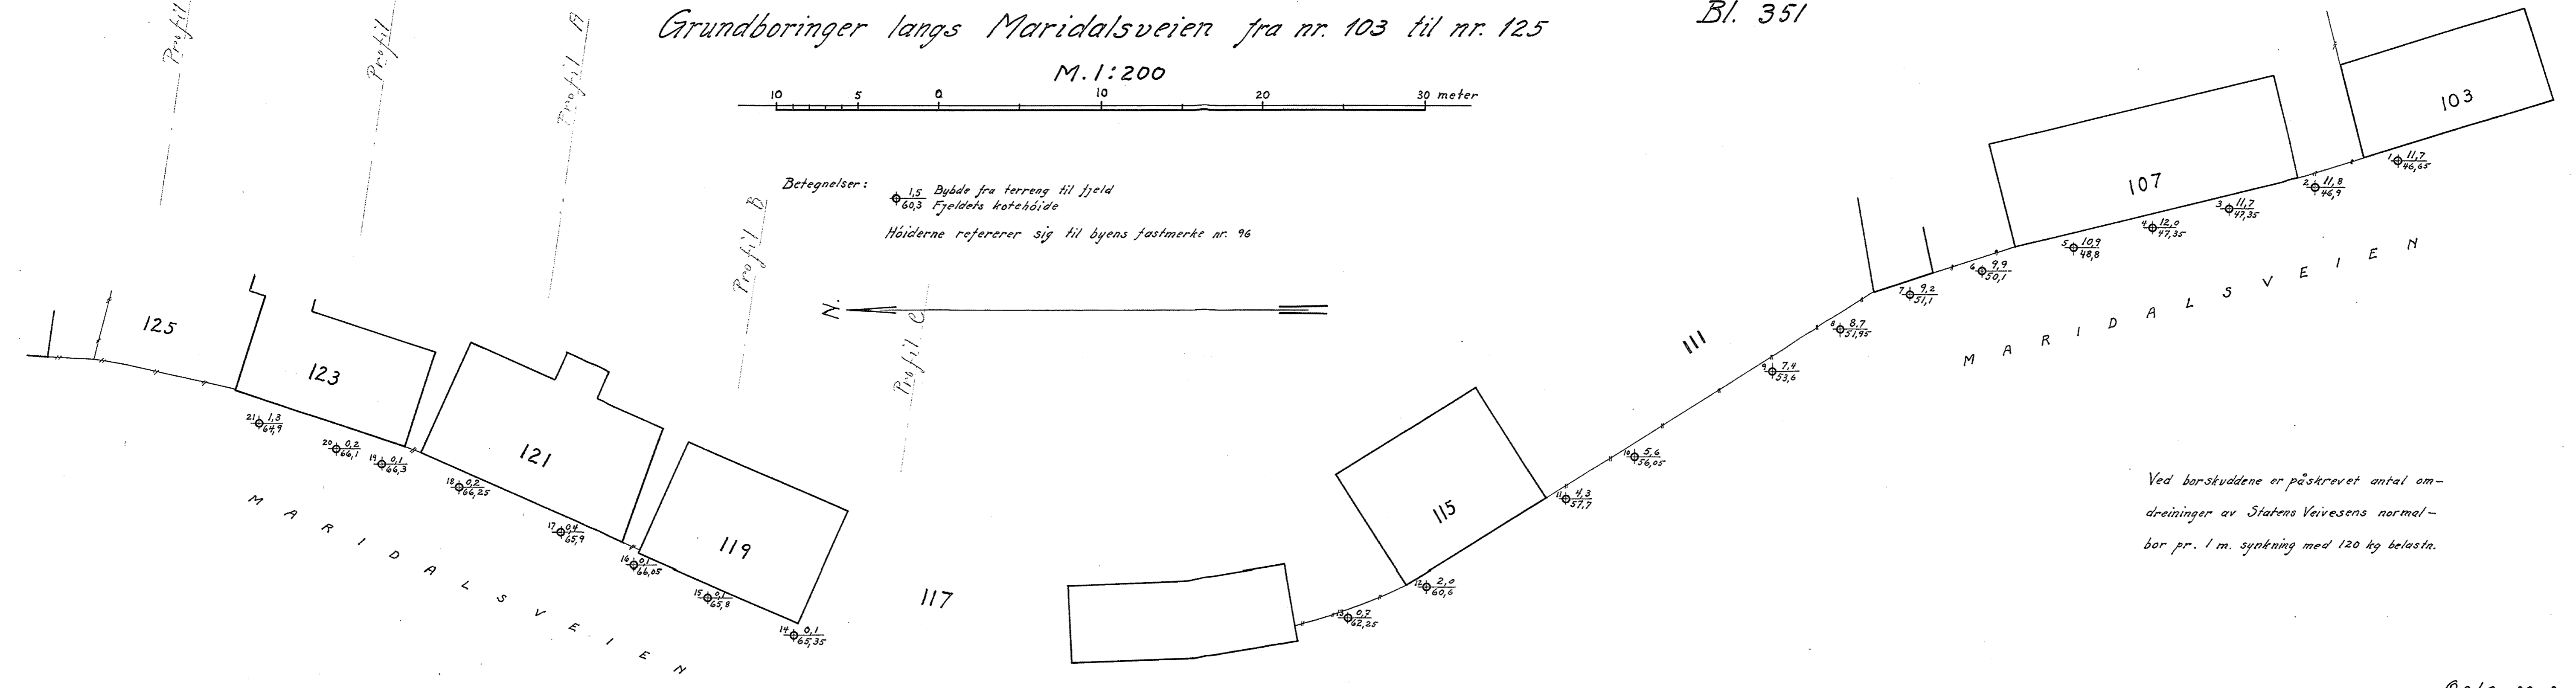 Grundboringer langs Maridalsveien fra nr. 103 til nr. 125
Bl. 351
M. 1:200
10 5 0 10 20 30 meter
Profil
Profil
Profil A
Profil B
Profil C
Betegnelser:
1,5 Bybde fra terreng til fjeld
60,3 Fjeldets kotehöide
Höiderne refererer sig til byens fastmerke nr. 96
N.
125
123
121
119
117
115
111
107
103
21 1,3
64,9
20 0,2
66,1
19 0,1
66,3
18 0,2
66,25
17 0,4
65,9
16 0,1
66,05
15 0,1
65,8
14 0,1
65,35
13 0,7
62,25
12 2,0
60,6
11 4,3
57,7
10 5,6
56,05
9 7,4
53,6
8 8,7
51,95
7 9,2
51,1
6 9,9
50,1
5 10,9
48,8
4 12,0
47,35
3 11,7
47,35
2 11,8
46,9
1 11,7
46,65
MARIDALSVEIEN
MARIDALSVEIEN
Ved borskuddene er påskrevet antal om-
dreininger av Statens Veivesens normal-
bor pr. 1 m. synkning med 120 kg belastn.